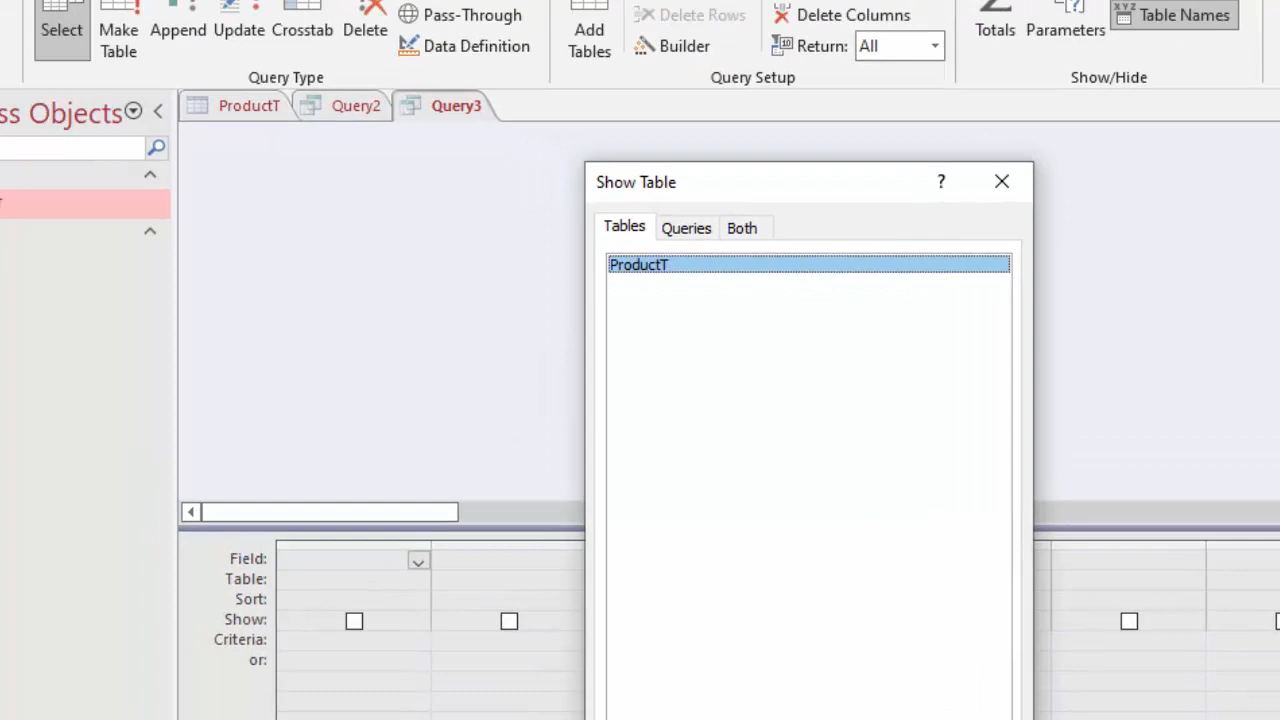 Select
Make
Table
Append
Update
Crosstab
Delete
Pass-Through
Data Definition
Query Type
Add
Tables
Delete Rows
Builder
Delete Columns
Return:
All
Query Setup
Totals
Parameters
Table Names
Show/Hide
ss Objects
ProductT
Query2
Query3
Show Table
?
Tables
Queries
Both
ProductT
Field:
Table:
Sort:
Show:
Criteria:
or: